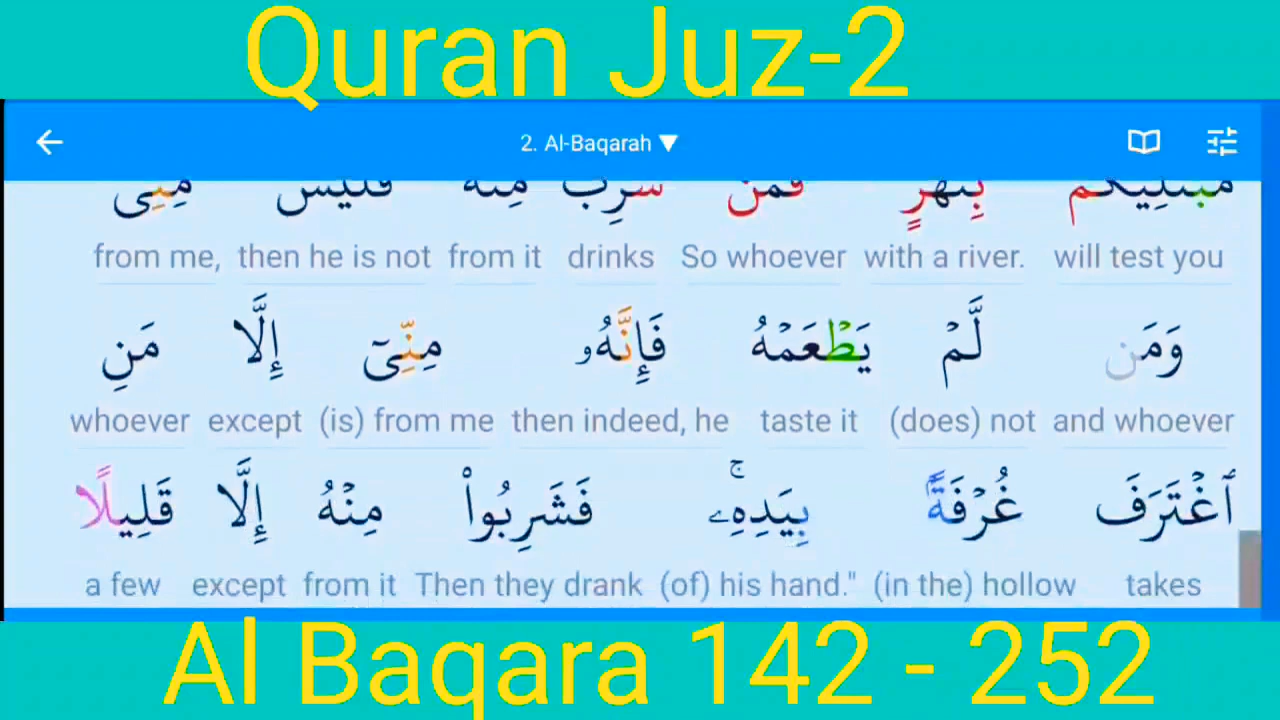 Quran Juz-2
2. Al-Baqarah ▼
مُبْتَلِيكُم بِنَهَرٍ فَمَن شَرِبَ مِنْهُ فَلَيْسَ مِنِّى
from me, then he is not from it drinks So whoever with a river. will test you
وَمَن لَّمْ يَطْعَمْهُ فَإِنَّهُۥ مِنِّىٓ إِلَّا مَنِ
whoever except (is) from me then indeed, he taste it (does) not and whoever
ٱغْتَرَفَ غُرْفَةًۢ بِيَدِهِۦ ۚ فَشَرِبُوا۟ مِنْهُ إِلَّا قَلِيلًا
a few except from it Then they drank (of) his hand." (in the) hollow takes
Al Baqara 142 - 252